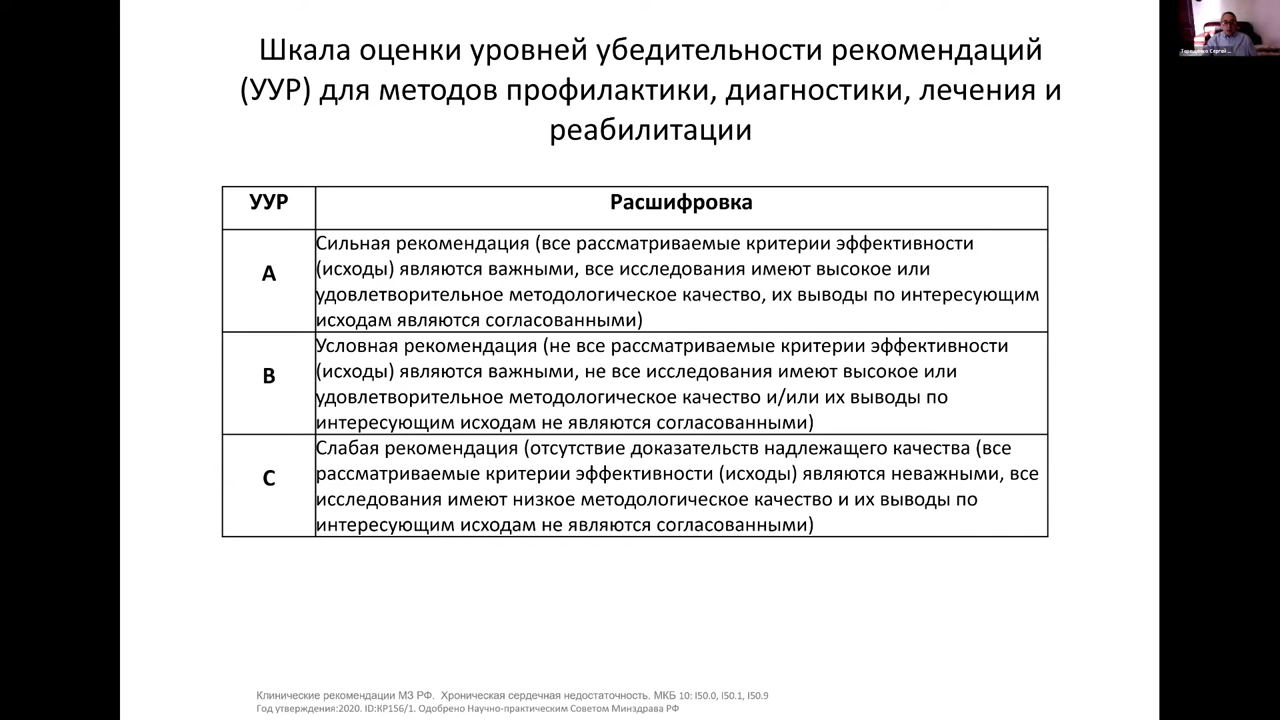 Шкала оценки уровней убедительности рекомендаций
(УУР) для методов профилактики, диагностики, лечения и
реабилитации
УУР
Расшифровка
A
Сильная рекомендация (все рассматриваемые критерии эффективности
(исходы) являются важными, все исследования имеют высокое или
удовлетворительное методологическое качество, их выводы по интересующим
исходам являются согласованными)
B
Условная рекомендация (не все рассматриваемые критерии эффективности
(исходы) являются важными, не все исследования имеют высокое или
удовлетворительное методологическое качество и/или их выводы по
интересующим исходам не являются согласованными)
C
Слабая рекомендация (отсутствие доказательств надлежащего качества (все
рассматриваемые критерии эффективности (исходы) являются неважными, все
исследования имеют низкое методологическое качество и их выводы по
интересующим исходам не являются согласованными)
Клинические рекомендации МЗ РФ. Хроническая сердечная недостаточность. МКБ 10: I50.0, I50.1, I50.9
Год утверждения:2020. ID:КР156/1. Одобрено Научно-практическим Советом Минздрава РФ
Терещенко Сергей...